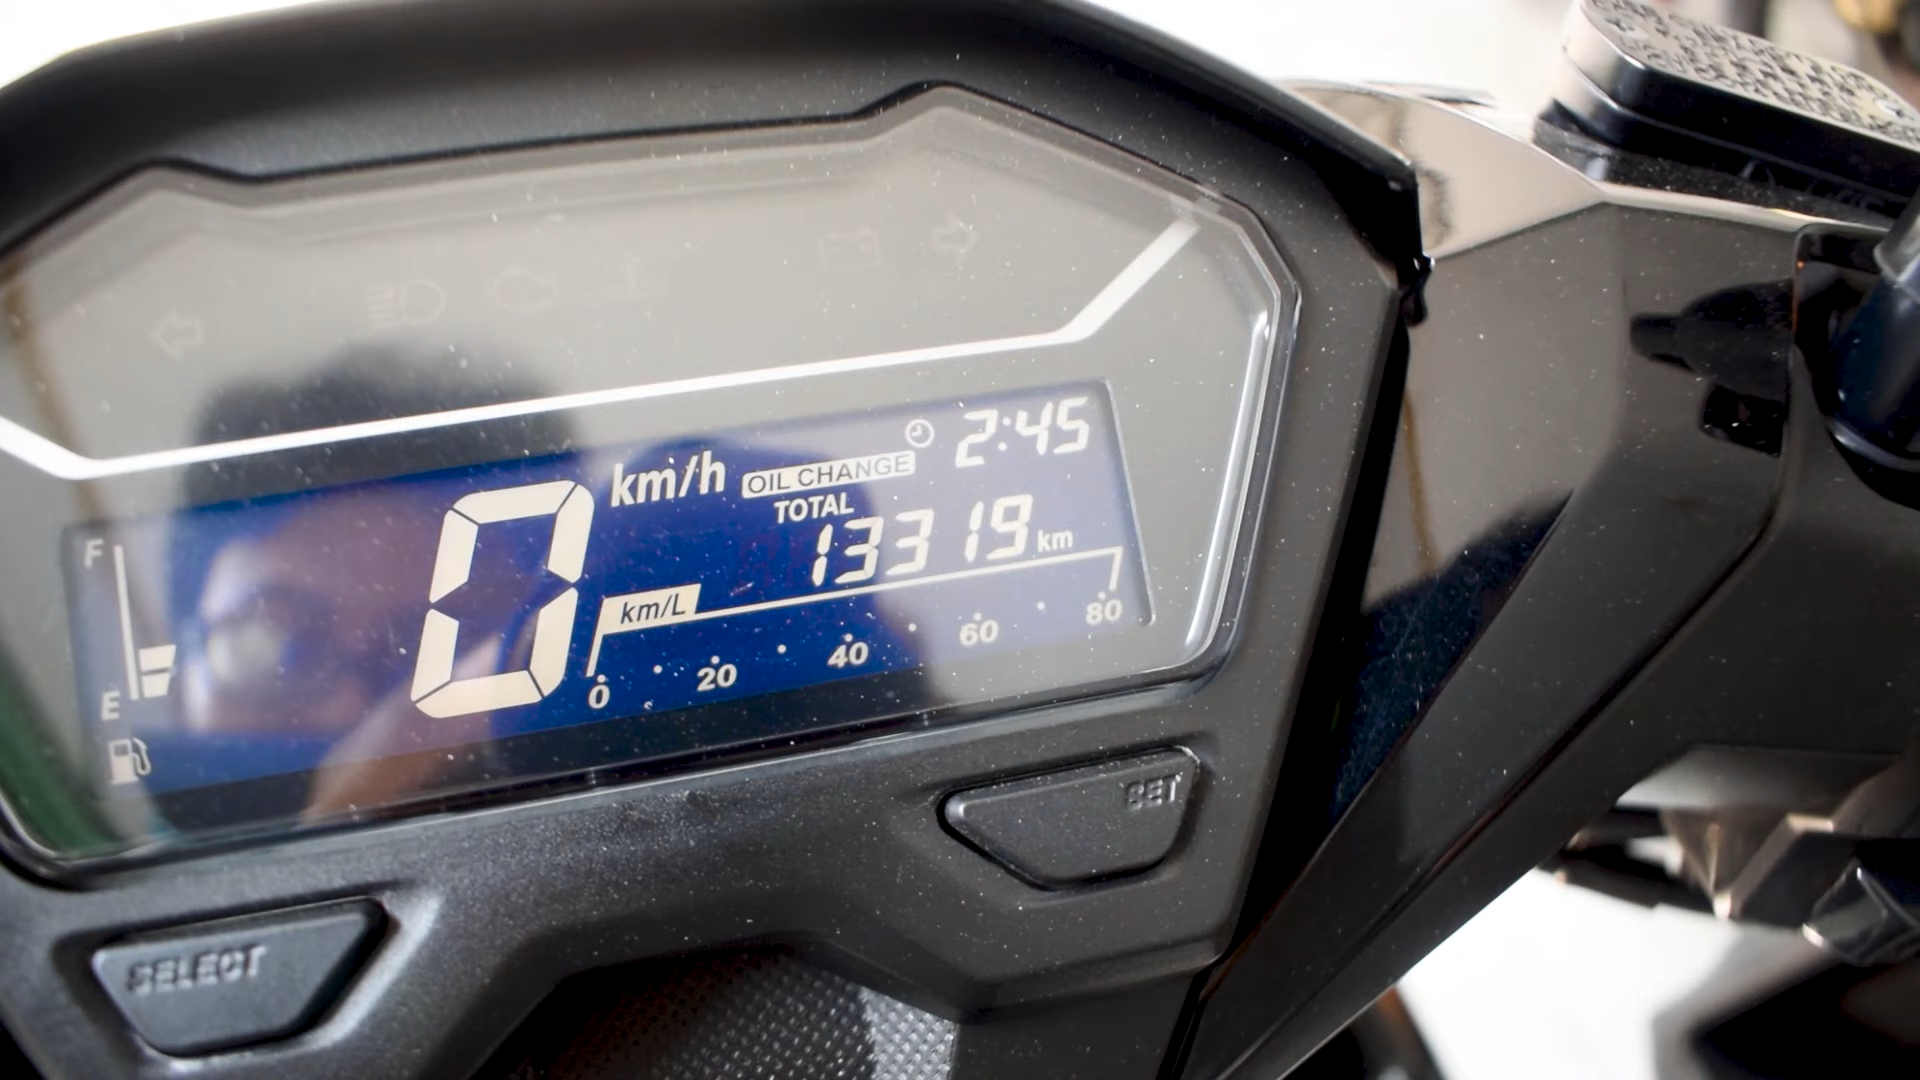 2:45
km/h
OIL CHANGE
TOTAL
13319 km
F
0
km/L
E
0 20 40 60 80
SET
SELECT